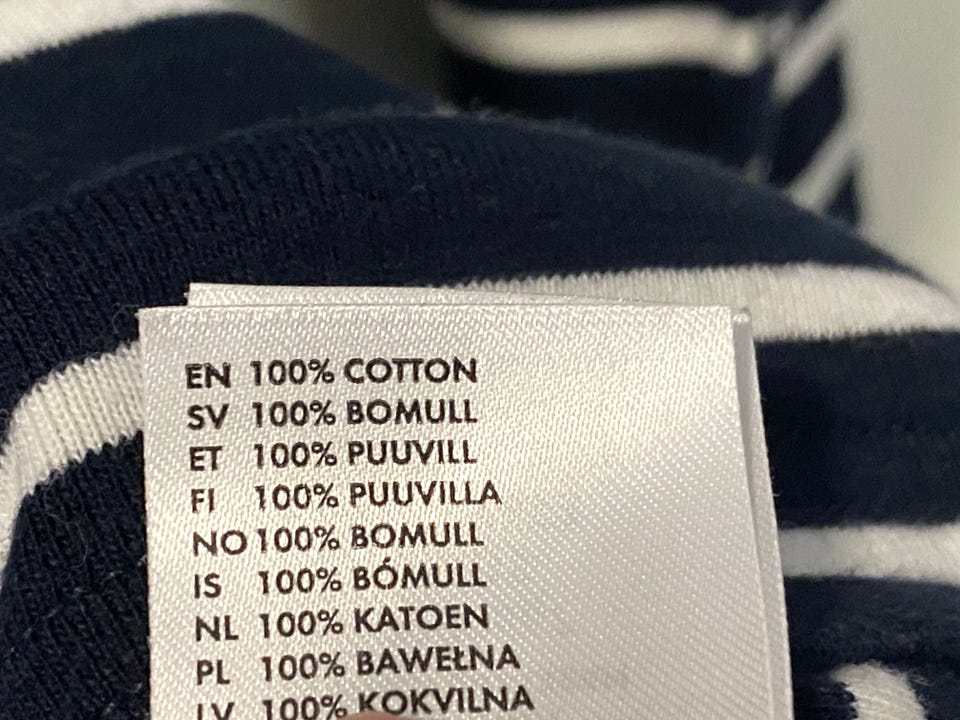 EN 100% COTTON
SV 100% BOMULL
ET 100% PUUVILL
FI 100% PUUVILLA
NO 100% BOMULL
IS 100% BÓMULL
NL 100% KATOEN
PL 100% BAWEŁNA
LV 100% KOKVILNA